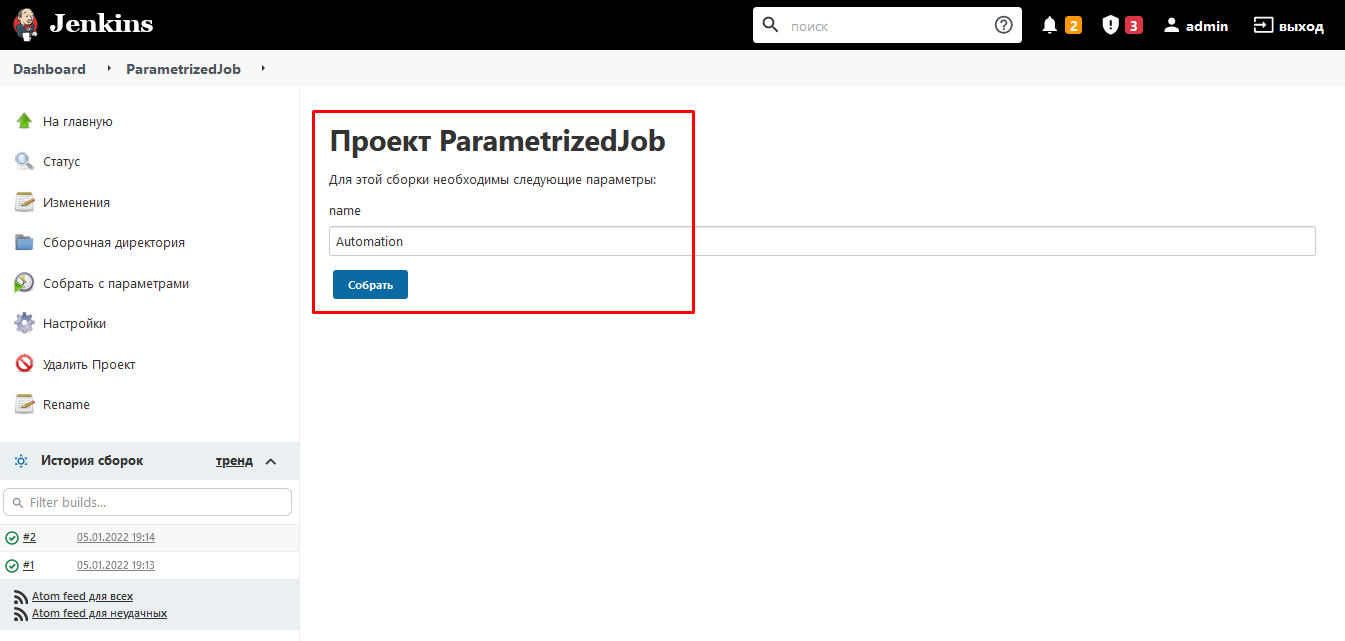 Jenkins
поиск
2
3
admin
выход
Dashboard
ParametrizedJob
На главную
Статус
Изменения
Сборочная директория
Собрать с параметрами
Настройки
Удалить Проект
Rename
История сборок
тренд
Filter builds...
#2 05.01.2022 19:14
#1 05.01.2022 19:13
Atom feed для всех
Atom feed для неудачных
Проект ParametrizedJob
Для этой сборки необходимы следующие параметры:
name
Automation
Собрать